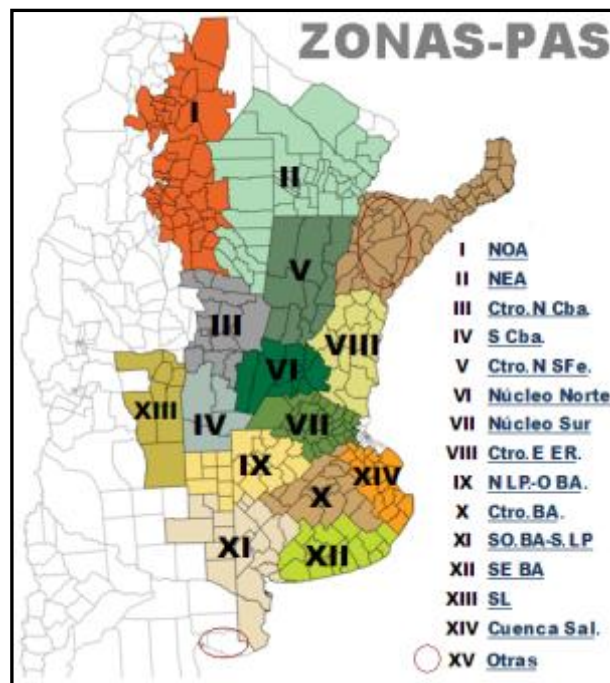 ZONAS-PAS
I
II
V
III
VIII
VI
XIII
IV
VII
IX
XIV
X
XI
XII
I NOA
II NEA
III Ctro.N Cba.
IV S Cba.
V Ctro.N SFe.
VI Núcleo Norte
VII Núcleo Sur
VIII Ctro.E ER.
IX N LP.-O BA.
X Ctro.BA.
XI SO.BA-S.LP
XII SE BA
XIII SL
XIV Cuenca Sal.
XV Otras